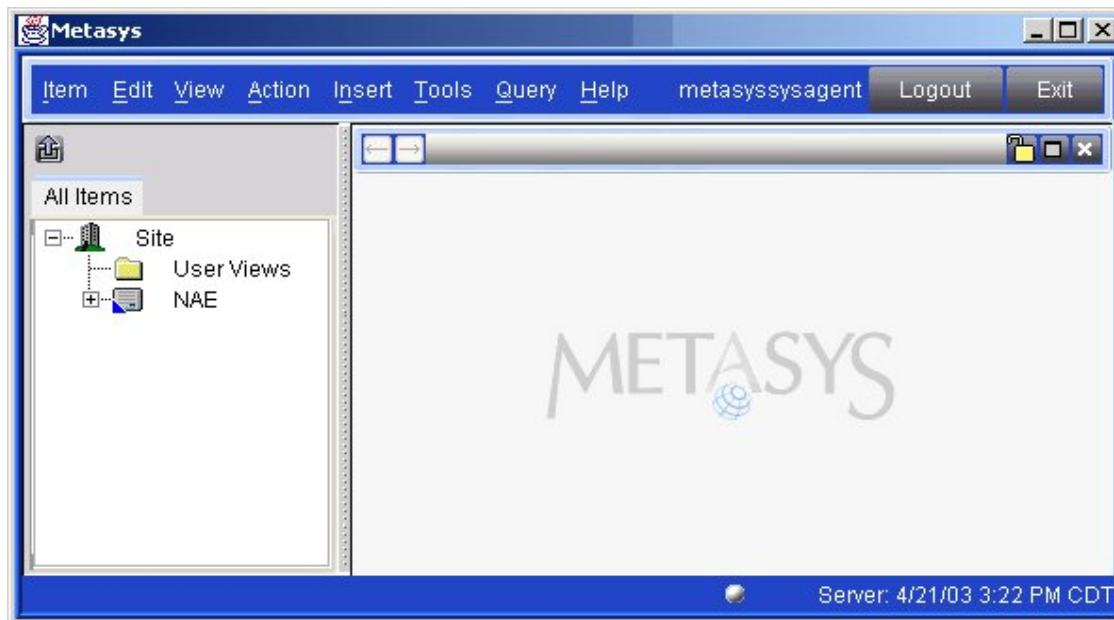 Metasys
Item Edit View Action Insert Tools Query Help metasyssysagent Logout Exit
All Items
Site
User Views
NAE
METASYS
Server: 4/21/03 3:22 PM CDT